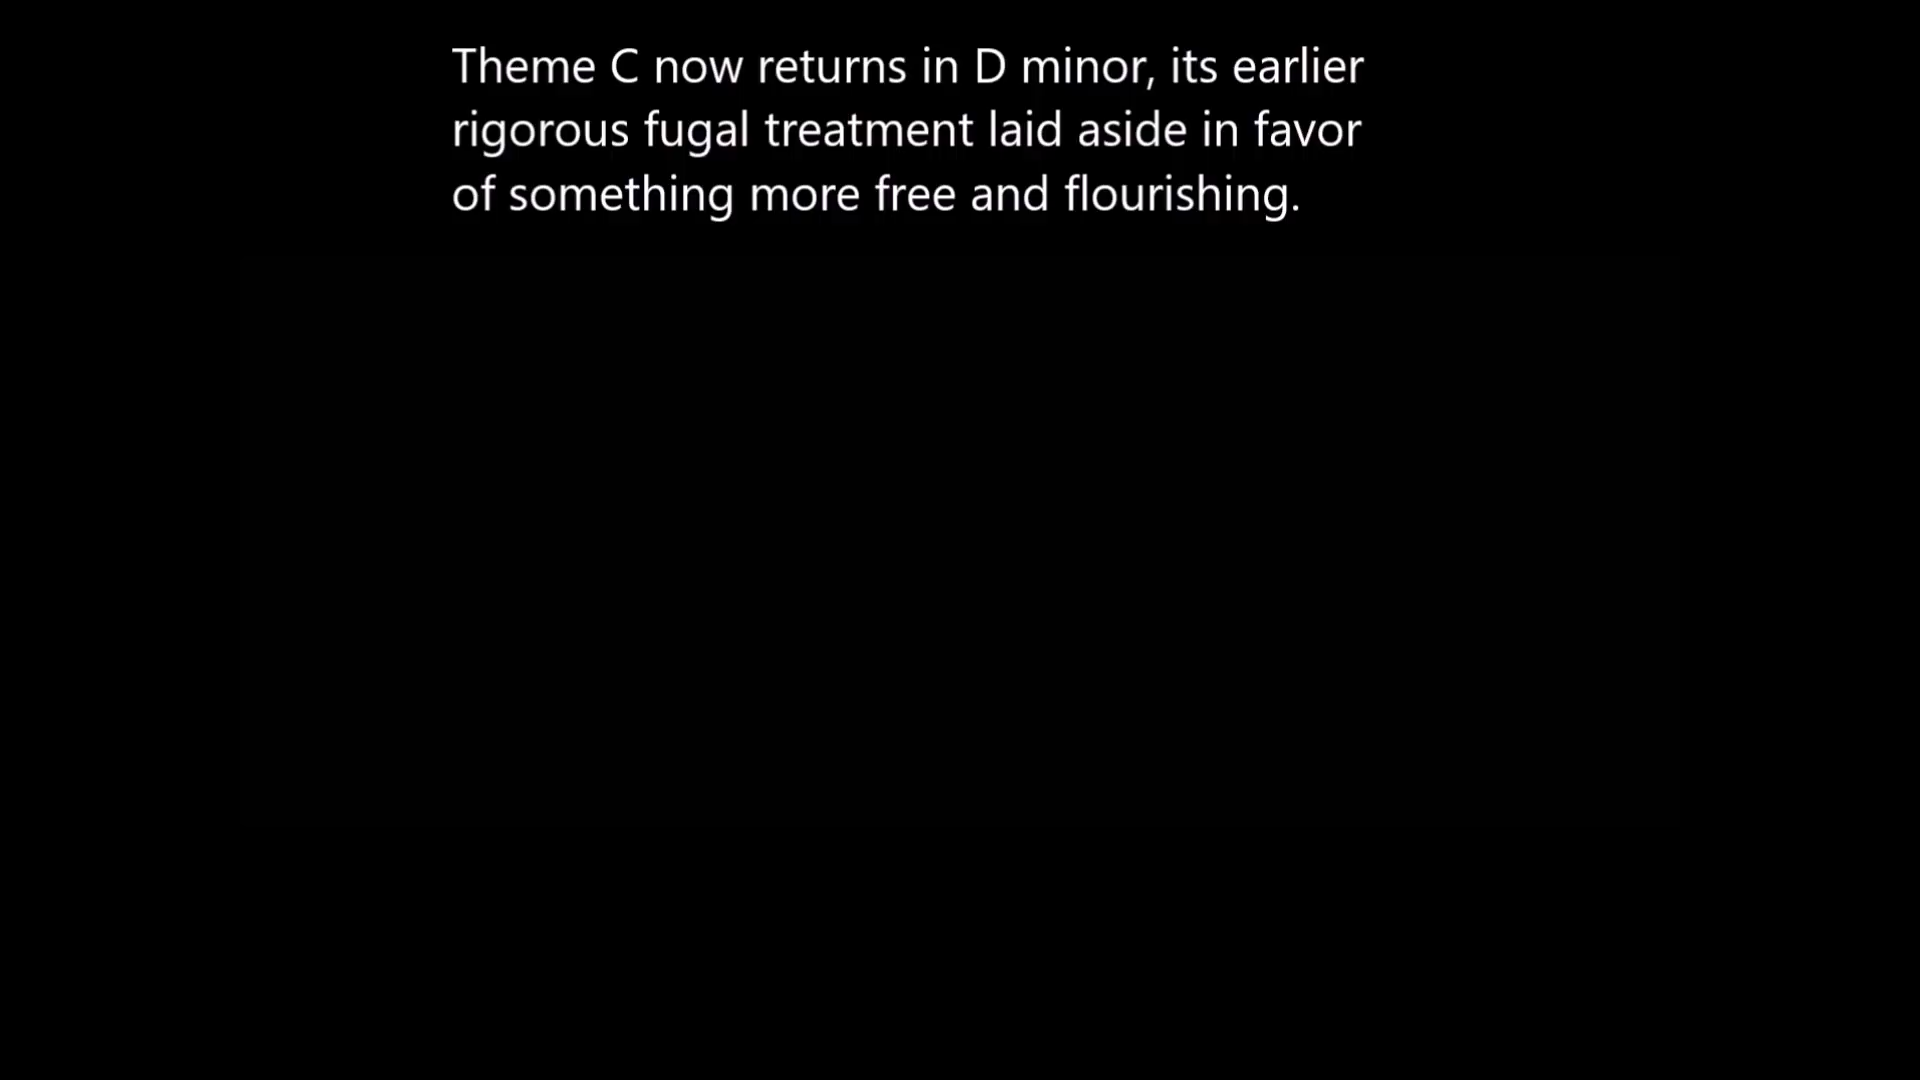 Theme C now returns in D minor, its earlier
rigorous fugal treatment laid aside in favor
of something more free and flourishing.